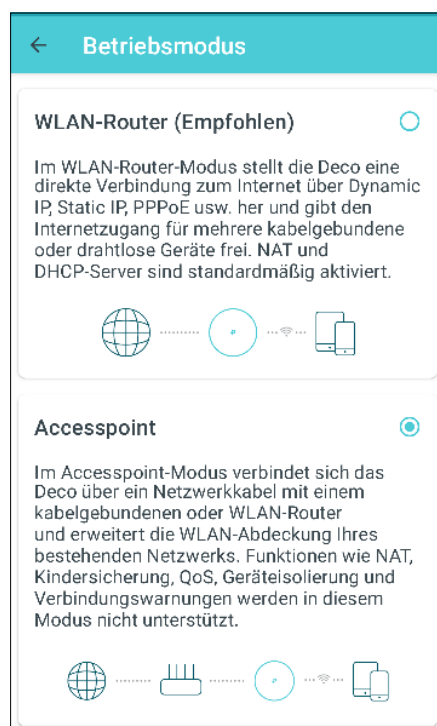 Betriebsmodus
WLAN-Router (Empfohlen)
Im WLAN-Router-Modus stellt die Deco eine
direkte Verbindung zum Internet über Dynamic
IP, Static IP, PPPoE usw. her und gibt den
Internetzugang für mehrere kabelgebundene
oder drahtlose Geräte frei. NAT und
DHCP-Server sind standardmäßig aktiviert.
Accesspoint
Im Accesspoint-Modus verbindet sich das
Deco über ein Netzwerkkabel mit einem
kabelgebundenen oder WLAN-Router
und erweitert die WLAN-Abdeckung Ihres
bestehenden Netzwerks. Funktionen wie NAT,
Kindersicherung, QoS, Geräteisolierung und
Verbindungswarnungen werden in diesem
Modus nicht unterstützt.